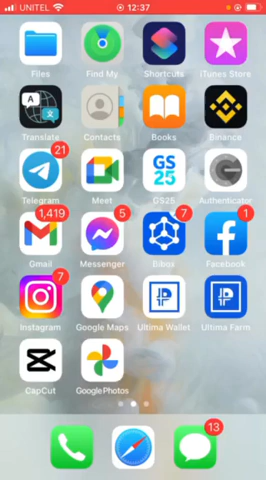 UNITEL 12:37
Files Find My Shortcuts iTunes Store
A
Translate Contacts Books Binance
21
GS
25
Telegram Meet GS25 Authenticator
1,419 5 7 1
Gmail Messenger Bibox Facebook
7
Instagram Google Maps Ultima Wallet Ultima Farm
CapCut Google Photos
13